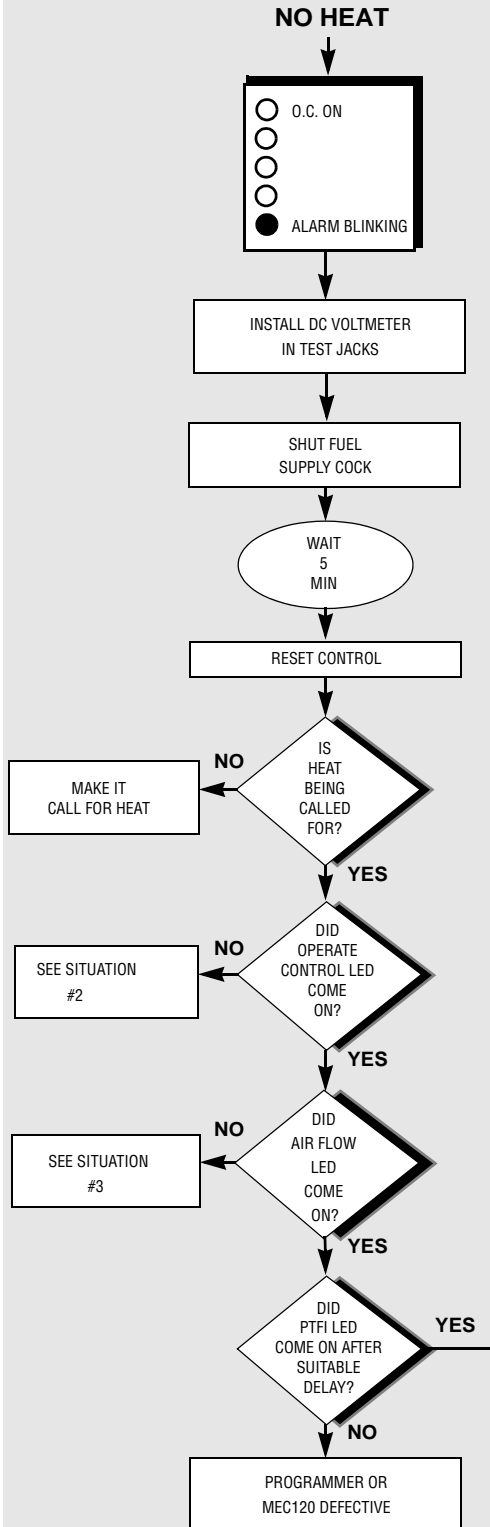 NO HEAT
O.C. ON
ALARM BLINKING
INSTALL DC VOLTMETER
IN TEST JACKS
SHUT FUEL
SUPPLY COCK
WAIT
5
MIN
RESET CONTROL
IS
HEAT
BEING
CALLED
FOR?
NO
MAKE IT
CALL FOR HEAT
YES
DID
OPERATE
CONTROL LED
COME
ON?
NO
SEE SITUATION
#2
YES
DID
AIR FLOW
LED
COME
ON?
NO
SEE SITUATION
#3
YES
DID
PTFI LED
COME ON AFTER
SUITABLE
DELAY?
YES
NO
PROGRAMMER OR
MEC120 DEFECTIVE